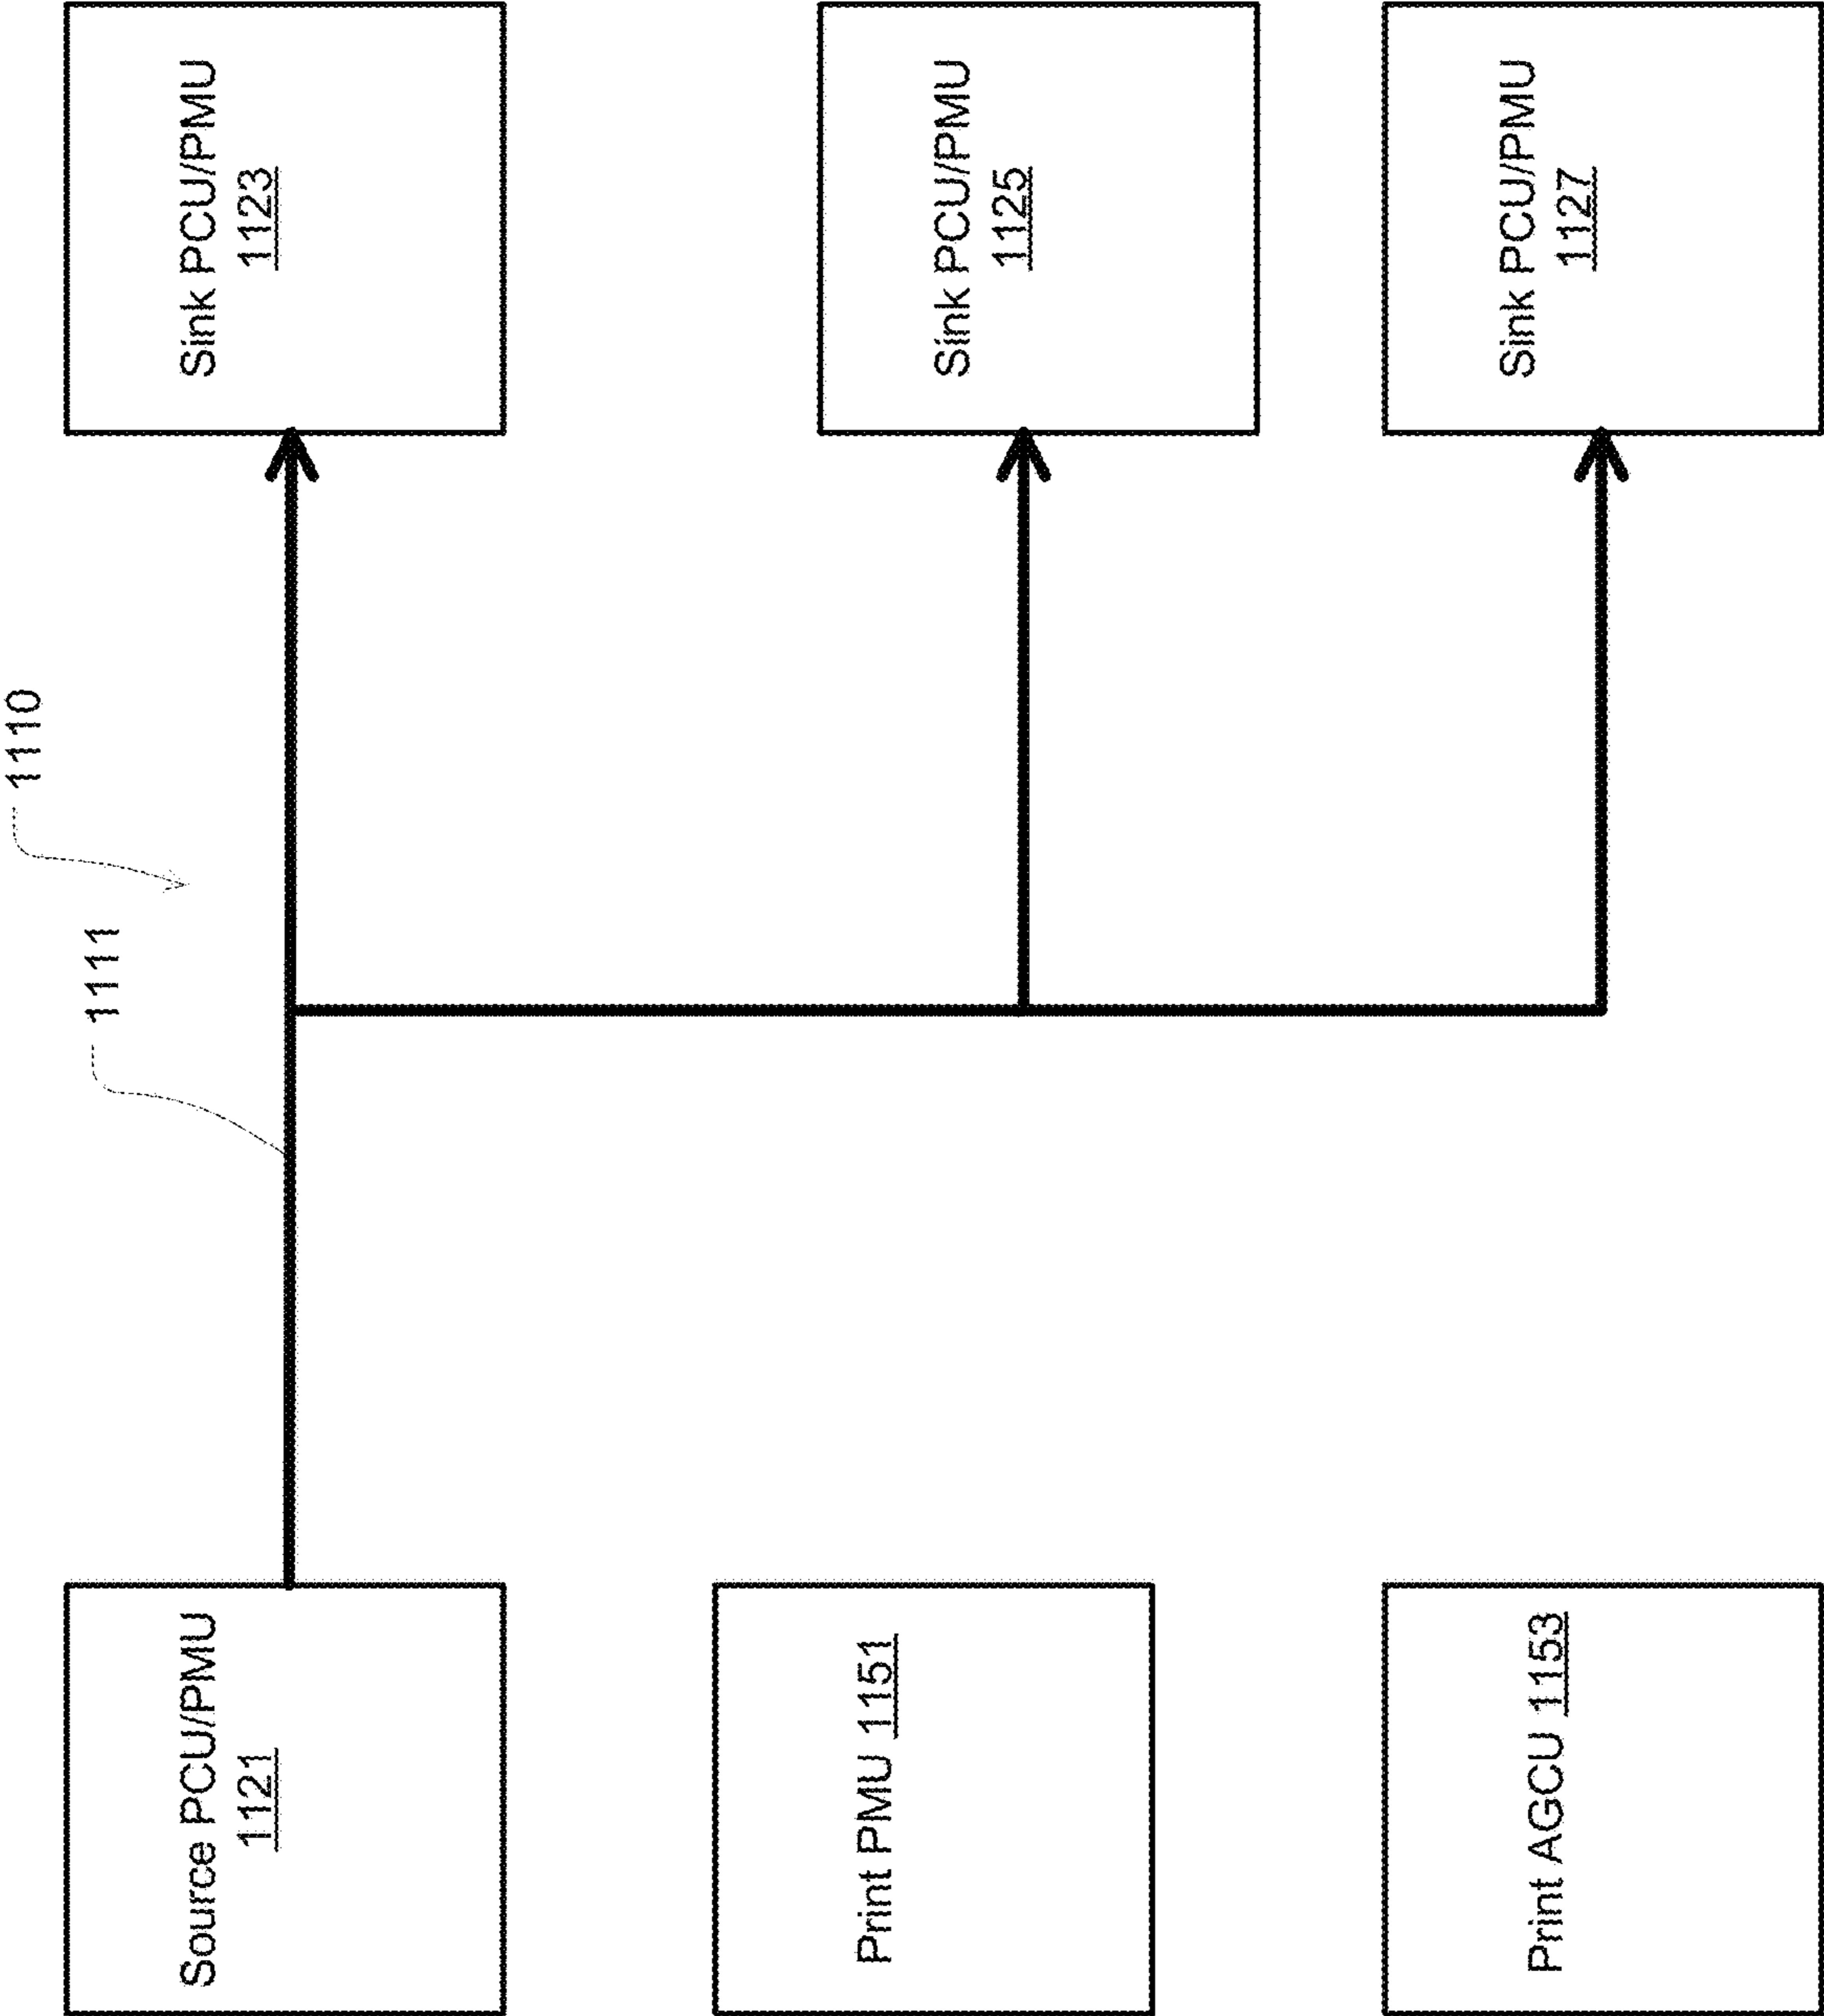 1110
1111
Source PCU/PMU
1121
Sink PCU/PMU
1123
Print PMU 1151
Sink PCU/PMU
1125
Print AGCU 1153
Sink PCU/PMU
1127